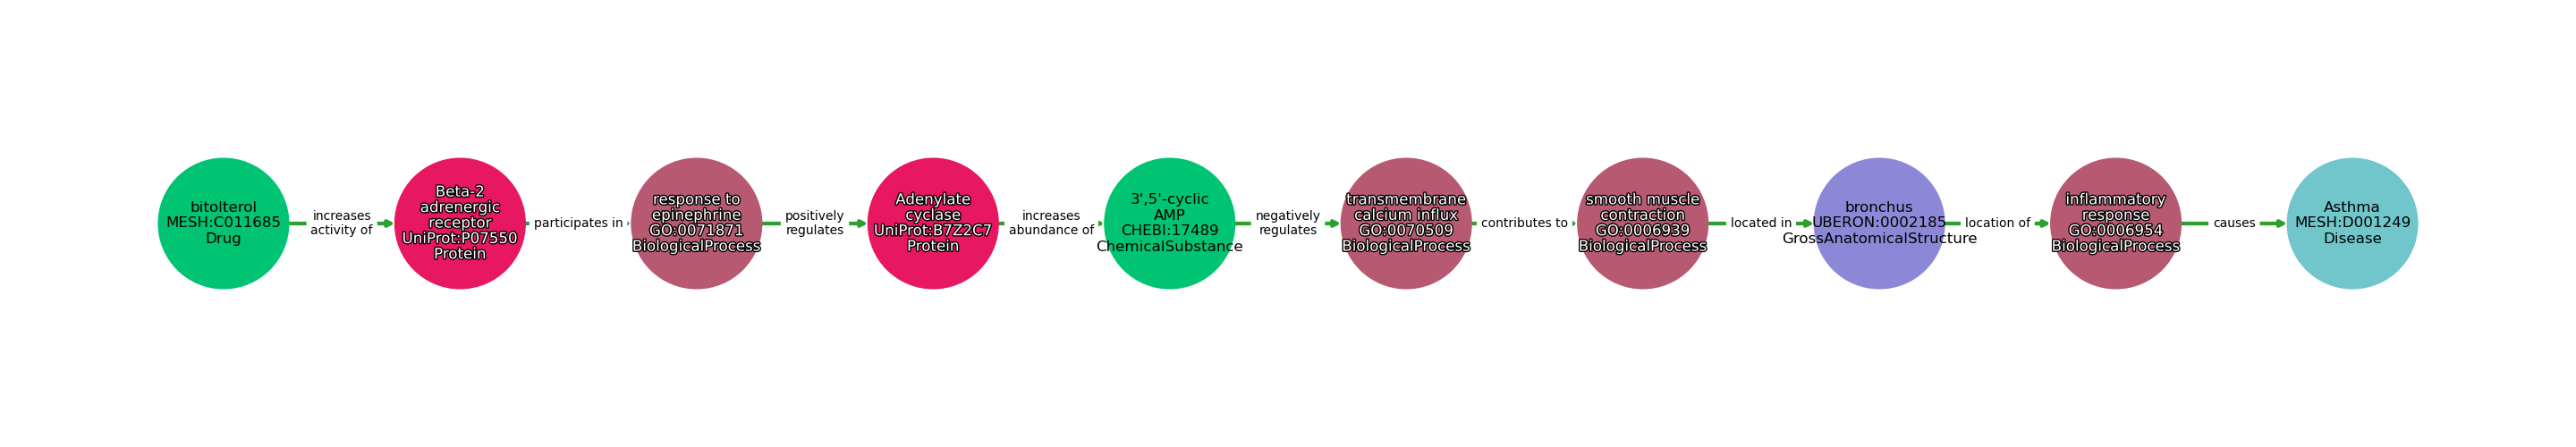 bitolterol
MESH:C011685
Drug
increases
activity of
Beta-2
adrenergic
receptor
UniProt:P07550
Protein
participates in
response to
epinephrine
GO:0071871
BiologicalProcess
positively
regulates
Adenylate
cyclase
UniProt:B7Z2C7
Protein
increases
abundance of
3',5'-cyclic
AMP
CHEBI:17489
ChemicalSubstance
negatively
regulates
transmembrane
calcium influx
GO:0070509
BiologicalProcess
contributes to
smooth muscle
contraction
GO:0006939
BiologicalProcess
located in
bronchus
UBERON:0002185
GrossAnatomicalStructure
location of
inflammatory
response
GO:0006954
BiologicalProcess
causes
Asthma
MESH:D001249
Disease